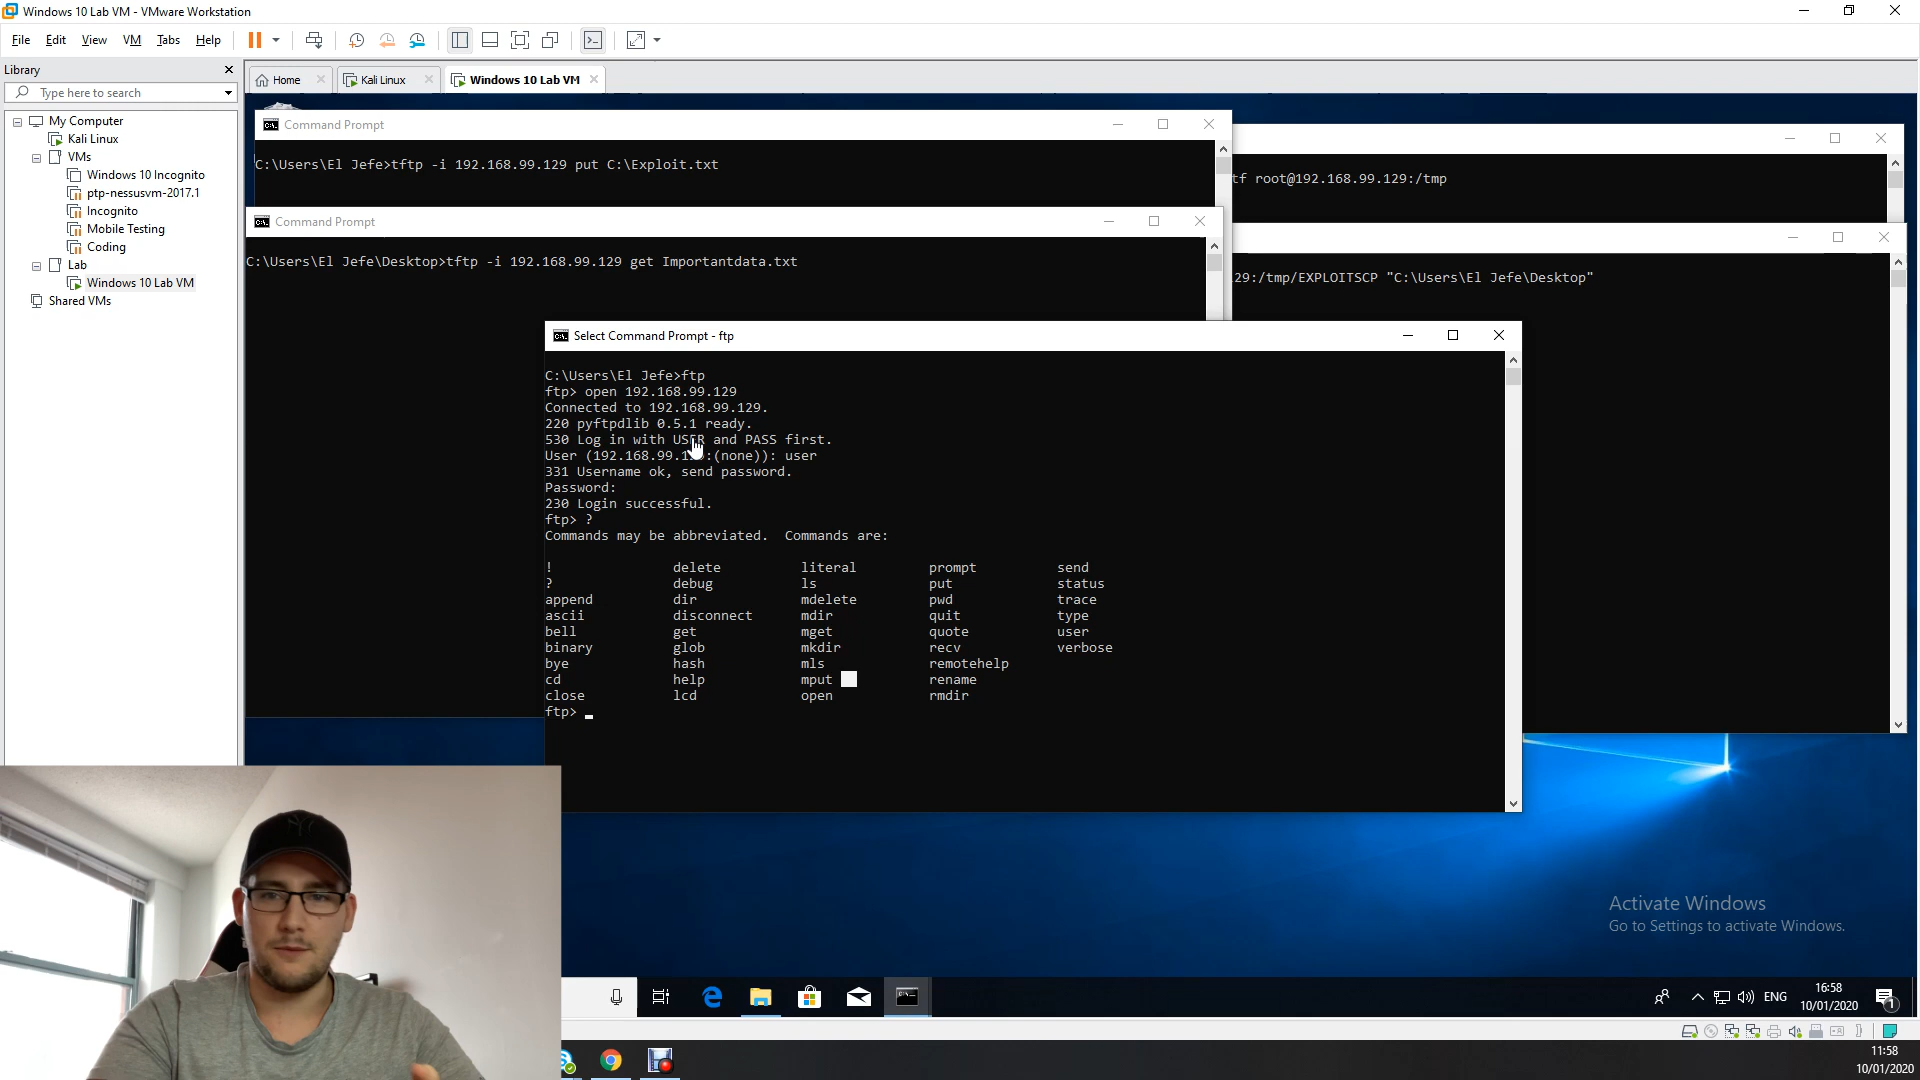 Windows 10 Lab VM - VMware Workstation
File Edit View VM Tabs Help
Library
Type here to search
Home
Kali Linux
Windows 10 Lab VM
My Computer
Kali Linux
VMs
Windows 10 Incognito
ptp-nessusvm-2017.1
Incognito
Mobile Testing
Coding
Lab
Windows 10 Lab VM
Shared VMs
Command Prompt
C:\Users\El Jefe>tftp -i 192.168.99.129 put C:\Exploit.txt
tf root@192.168.99.129:/tmp
Command Prompt
C:\Users\El Jefe\Desktop>tftp -i 192.168.99.129 get Importantdata.txt
29:/tmp/EXPLOITSCP "C:\Users\El Jefe\Desktop"
Select Command Prompt - ftp
C:\Users\El Jefe>ftp
ftp> open 192.168.99.129
Connected to 192.168.99.129.
220 pyftpdlib 0.5.1 ready.
530 Log in with USER and PASS first.
User (192.168.99.1 :(none)): user
331 Username ok, send password.
Password:
230 Login successful.
ftp> ?
Commands may be abbreviated.  Commands are:
! delete literal prompt send
? debug ls put status
append dir mdelete pwd trace
ascii disconnect mdir quit type
bell get mget quote user
binary glob mkdir recv verbose
bye hash mls remotehelp
cd help mput rename
close lcd open rmdir
ftp>
Activate Windows
Go to Settings to activate Windows.
ENG
16:58
10/01/2020
1
11:58
10/01/2020